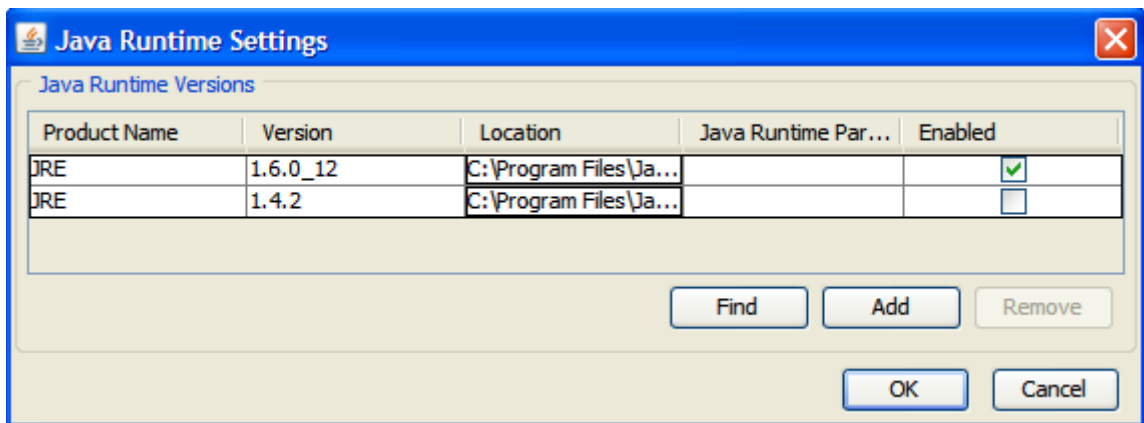 Java Runtime Settings
Java Runtime Versions
Product Name Version Location Java Runtime Par... Enabled
JRE 1.6.0_12 C:\Program Files\Ja...
JRE 1.4.2 C:\Program Files\Ja...
Find Add Remove
OK Cancel